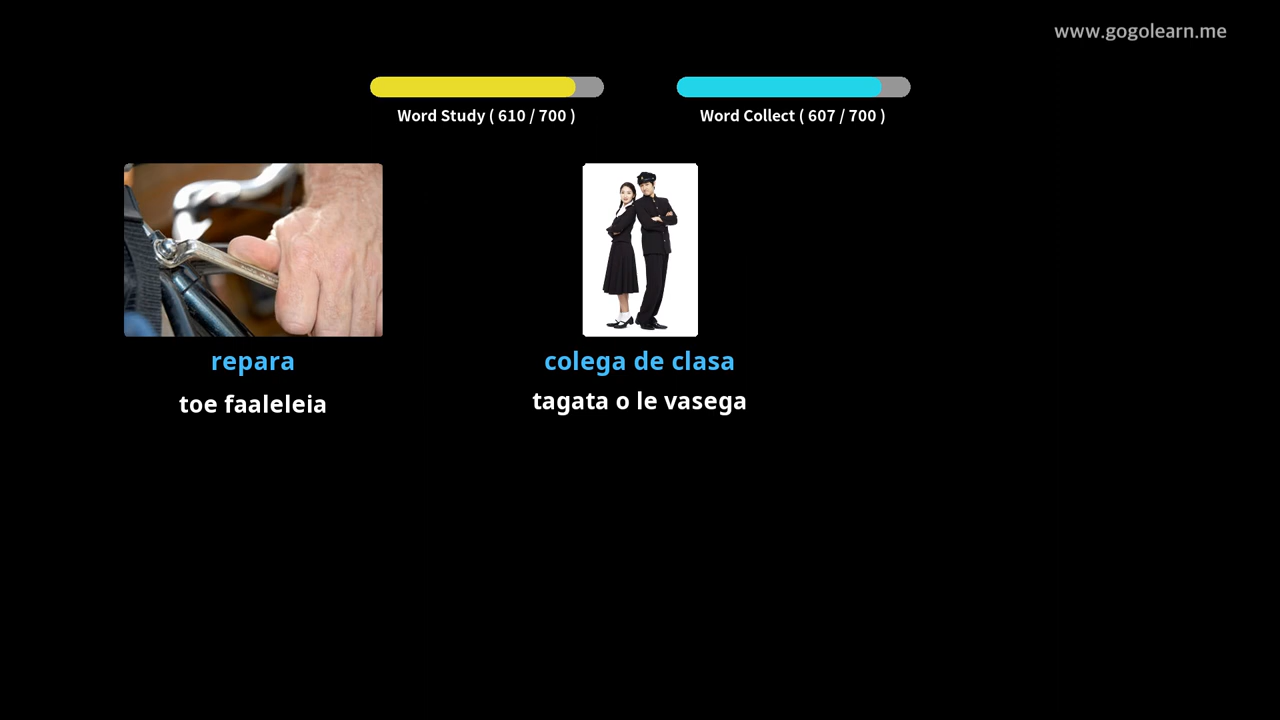 www.gogolearn.me
Word Study ( 610 / 700 )
Word Collect ( 607 / 700 )
repara
toe faaleleia
colega de clasa
tagata o le vasega